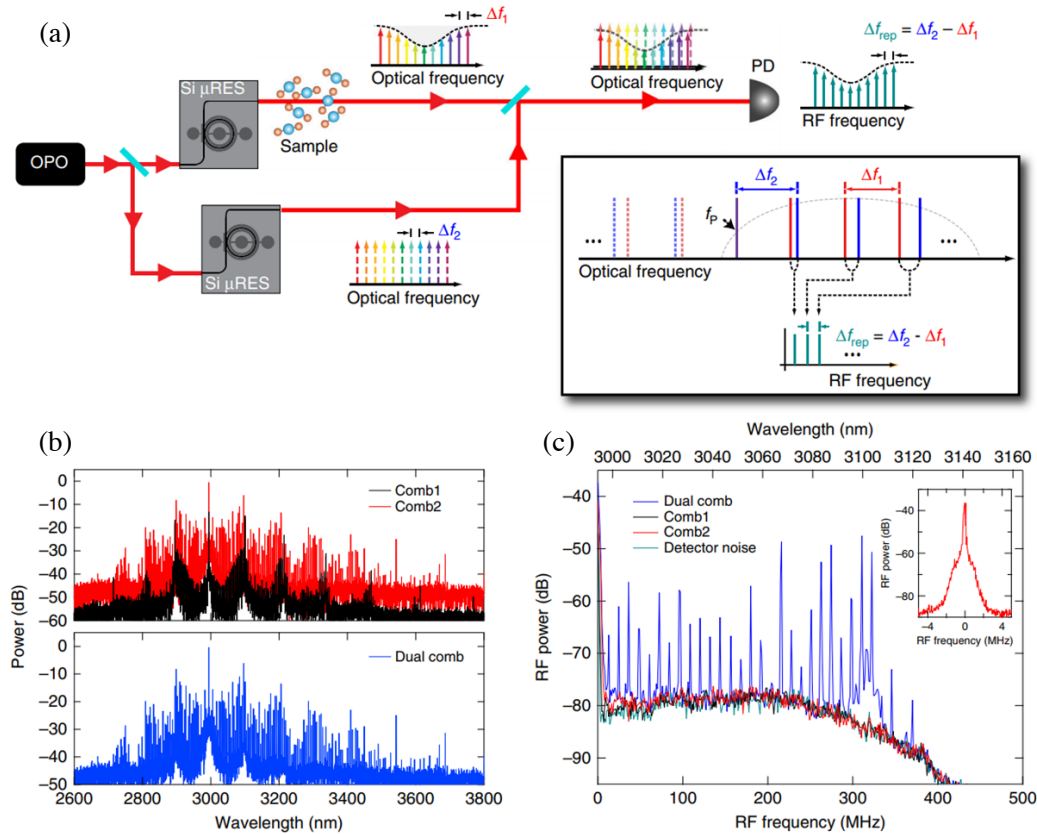 (a)
Δf1
Optical frequency
Optical frequency
PD
Δfrep = Δf2 − Δf1
RF frequency
Si μRES
Sample
OPO
Si μRES
Δf2
Optical frequency
Δf2
Δf1
fP
...
...
Optical frequency
Δfrep = Δf2 - Δf1
...
RF frequency
(b)
0
−10
−20
−30
−40
−50
−60
Comb1
Comb2
Power (dB)
0
−10
−20
−30
−40
−50
Dual comb
2600 2800 3000 3200 3400 3600 3800
Wavelength (nm)
(c)
Wavelength (nm)
3000 3020 3040 3060 3080 3100 3120 3140 3160
−40
−50
−60
−70
−80
−90
RF power (dB)
Dual comb
Comb1
Comb2
Detector noise
RF power (dB)
−40
−60
−80
−4 0 4
RF frequency (MHz)
0 100 200 300 400 500
RF frequency (MHz)